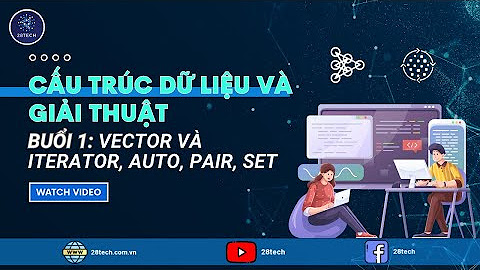 28TECH
CẤU TRÚC DỮ LIỆU VÀ
GIẢI THUẬT
BUỔI 1: VECTOR VÀ
ITERATOR, AUTO, PAIR, SET
WATCH VIDEO
WWW 28tech.com.vn
28tech
28tech